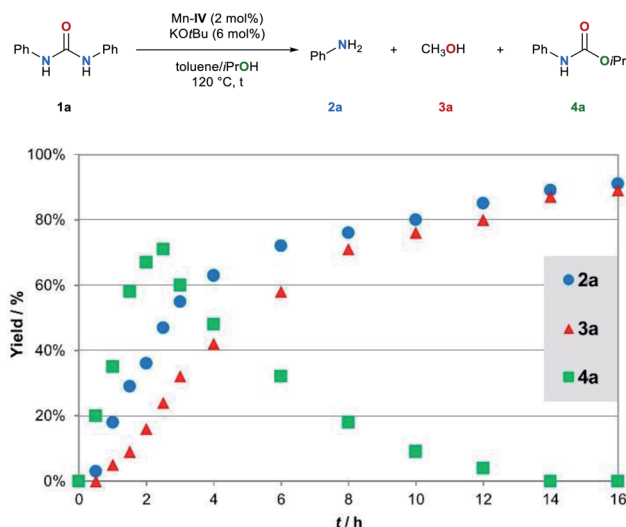 O
Ph N H N H Ph
1a
Mn-IV (2 mol%)
KOtBu (6 mol%)
toluene/iPrOH
120 °C, t
Ph NH2
2a
+
CH3OH
3a
+
O
Ph N H OiPr
4a
100%
80%
60%
40%
20%
0%
Yield / %
0 2 4 6 8 10 12 14 16
t / h
2a
3a
4a